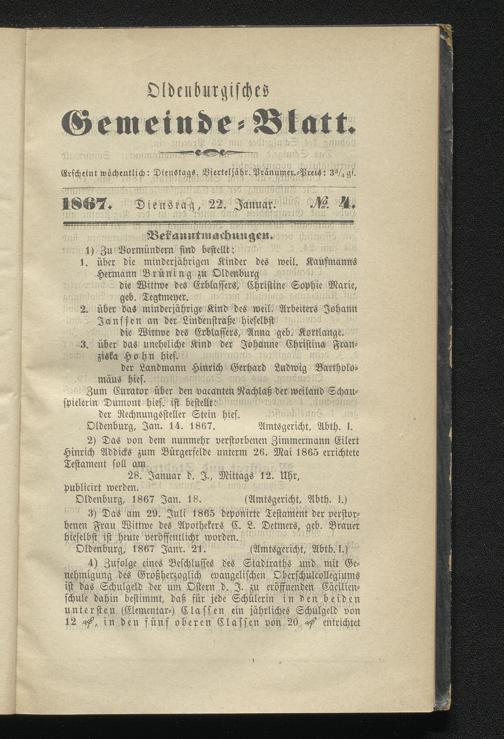 Oldenburgisches
Gemeinde-Blatt.
Erscheint wöchentlich: Dienstags. Vierteljähr. Pränumer.-Preis: 3¾ gſ.
1867. Dienstag, 22. Januar. № 4.
Bekanntmachungen.
1) Zu Vormündern sind bestellt:
1. über die minderjährigen Kinder des weil. Kaufmanns
Hermann Brüning zu Oldenburg
die Wittwe des Erblassers, Christine Sophie Marie,
geb. Tegtmeyer.
2. über das minderjährige Kind des weil. Arbeiters Johann
Janssen an der Lindenstraße hieselbst
die Wittwe des Erblassers, Anna geb. Kortlange.
3. über das uneheliche Kind der Johanne Christina Fran-
ziska Hohn hies.
der Landmann Hinrich Gerhard Ludwig Bartholo-
mäus hies.
Zum Curator über den vacanten Nachlaß der weiland Schau-
spielerin Dumont hies. ist bestellt:
der Rechnungssteller Stein hies.
Oldenburg, Jan. 14. 1867. Amtsgericht, Abth. I.
2) Das von dem nunmehr verstorbenen Zimmermann Eilert
Hinrich Addicks zum Bürgerfelde unterm 26. Mai 1865 errichtete
Testament soll am
28. Januar d. J., Mittags 12. Uhr,
publicirt werden.
Oldenburg, 1867 Jan. 18. (Amtsgericht, Abth. I.)
3) Das am 29. Juli 1865 deponirte Testament der verstor-
benen Frau Wittwe des Apothekers C. L. Detmers, geb. Brauer
hieselbst ist heute veröffentlicht worden.
Oldenburg, 1867 Janr. 21. (Amtsgericht, Abth. I.)
4) Zufolge eines Beschlusses des Stadtraths und mit Ge-
nehmigung des Großherzoglich evangelischen Oberschulcollegiums
ist das Schulgeld der um Ostern d. J. zu eröffnenden Cäcilien-
schule dahin bestimmt, daß für jede Schülerin in den beiden
untersten (Elementar-) Classen ein jährliches Schulgeld von
12 ₰, in den fünf oberen Classen von 20 ₰ entrichtet